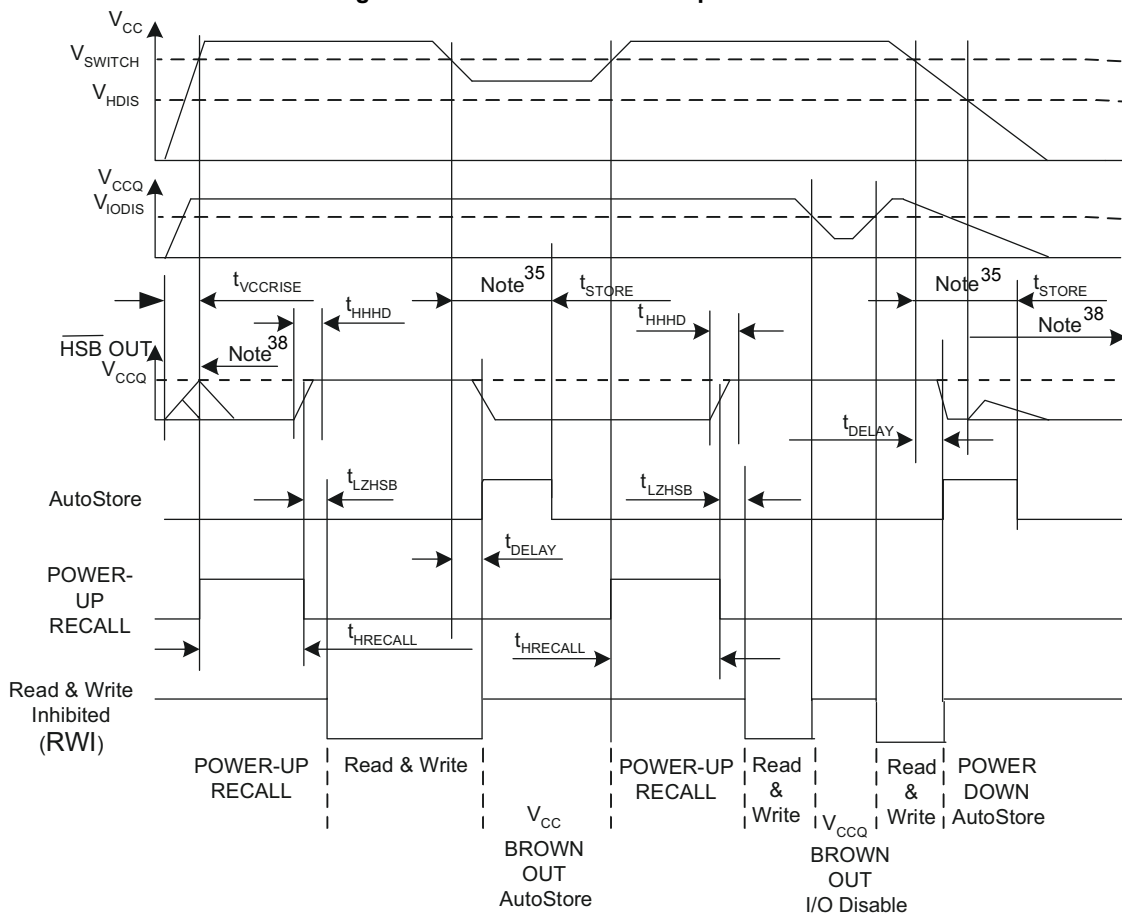 V_CC
V_SWITCH
V_HDIS
V_CCQ
V_IODIS
t_VCCRISE
Note^35
t_STORE
Note^35
t_STORE
t_HHHD
t_HHHD
Note^38
HSB OUT
Note^38
V_CCQ
t_DELAY
AutoStore
t_LZHSB
t_LZHSB
t_DELAY
POWER-
UP
RECALL
t_HRECALL
t_HRECALL
Read & Write
Inhibited
(RWI)
POWER-UP
RECALL
Read & Write
V_CC
BROWN
OUT
AutoStore
POWER-UP
RECALL
Read
&
Write
V_CCQ
BROWN
OUT
I/O Disable
Read
&
Write
POWER
DOWN
AutoStore